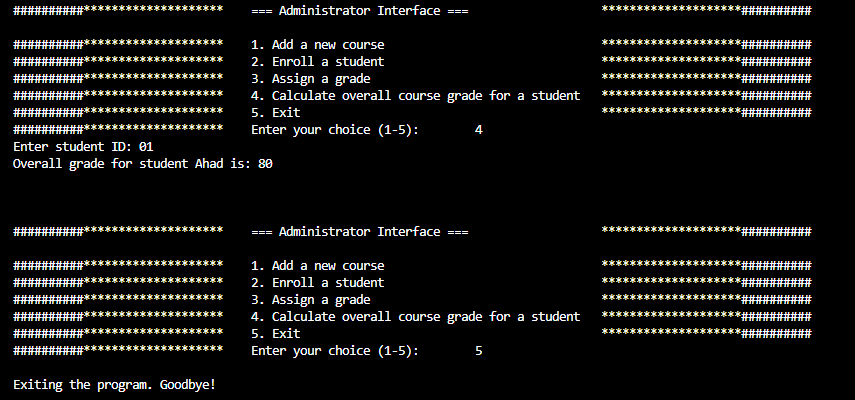 ##########********************    === Administrator Interface ===                   ********************##########
##########********************    1. Add a new course                               ********************##########
##########********************    2. Enroll a student                               ********************##########
##########********************    3. Assign a grade                                 ********************##########
##########********************    4. Calculate overall course grade for a student   ********************##########
##########********************    5. Exit                                           ********************##########
##########********************    Enter your choice (1-5):        4
Enter student ID: 01
Overall grade for student Ahad is: 80
##########********************    === Administrator Interface ===                   ********************##########
##########********************    1. Add a new course                               ********************##########
##########********************    2. Enroll a student                               ********************##########
##########********************    3. Assign a grade                                 ********************##########
##########********************    4. Calculate overall course grade for a student   ********************##########
##########********************    5. Exit                                           ********************##########
##########********************    Enter your choice (1-5):        5
Exiting the program. Goodbye!